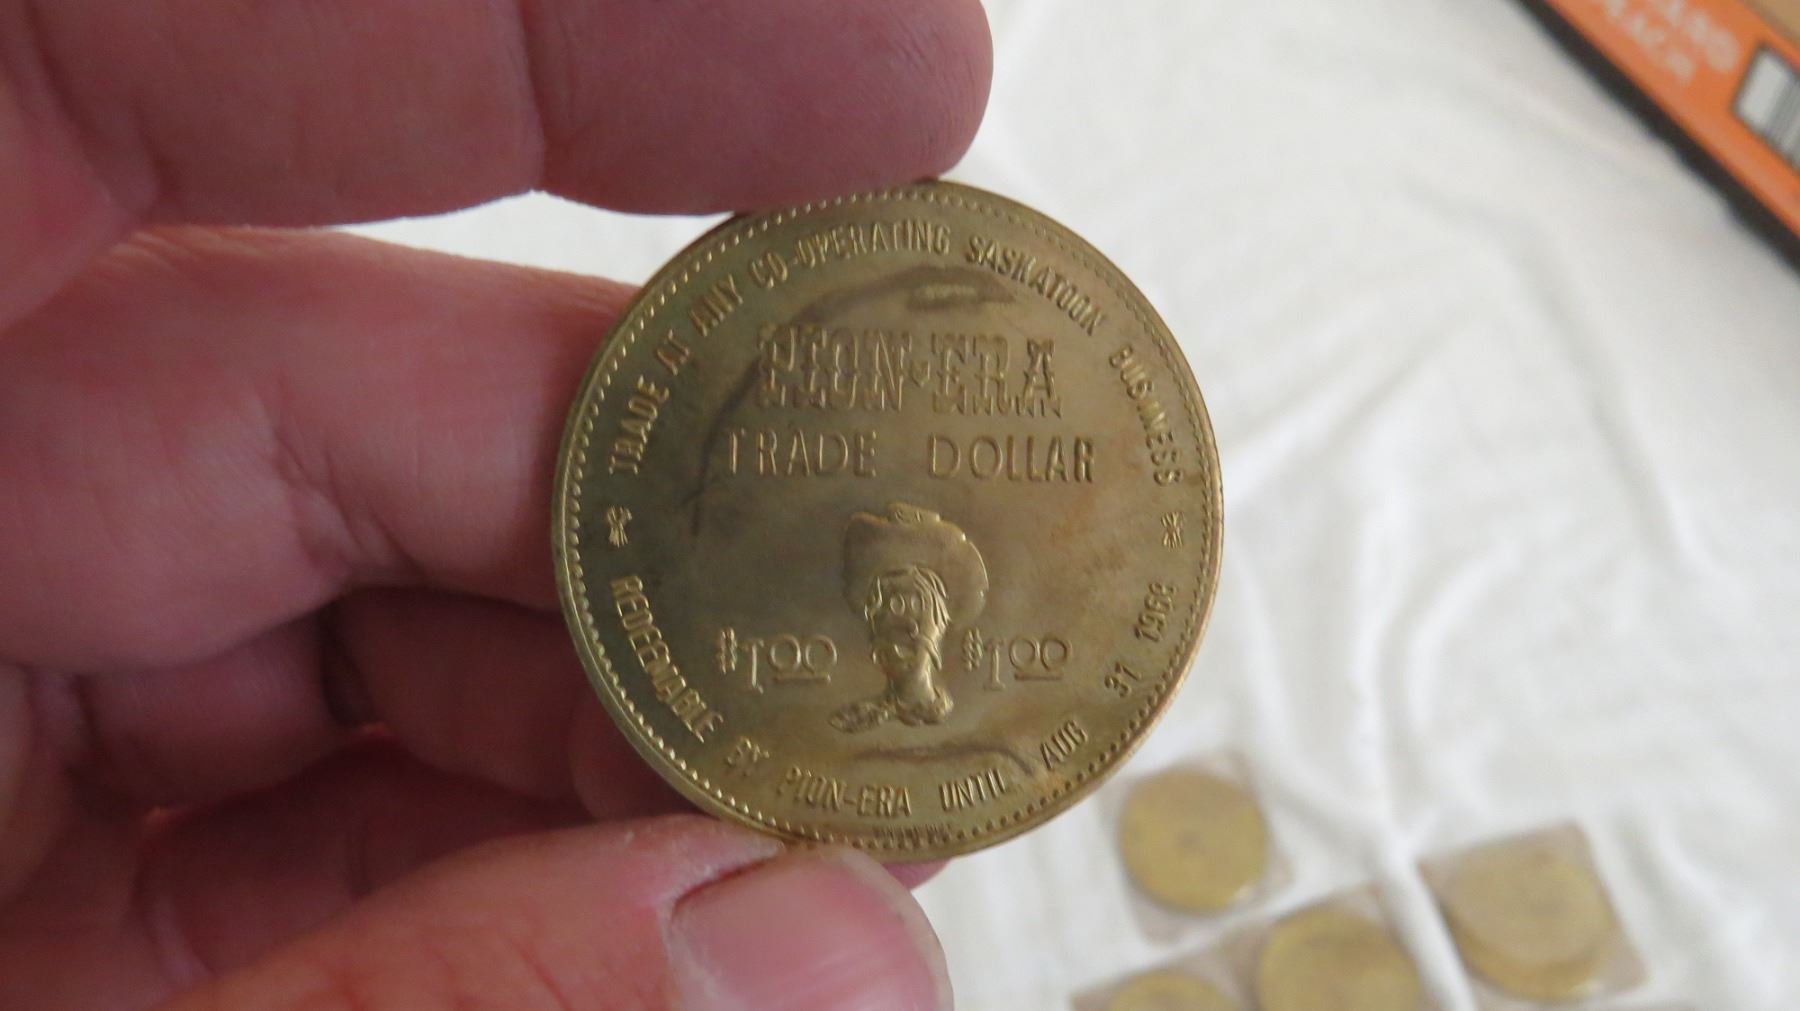 TRADE AT ANY CO-OPERATING SASKATOON BUSINESS
PION-ERA
TRADE DOLLAR
$1.00 $1.00
REDEEMABLE BY PION-ERA UNTIL AUG 31 1968